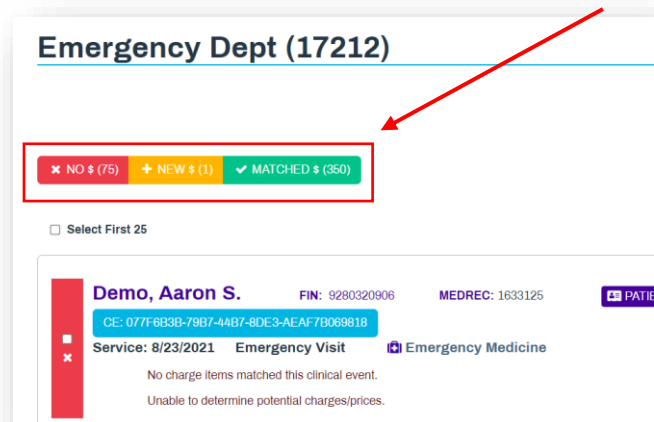 Emergency Dept (17212)
NO $ (75) NEW $ (1) MATCHED $ (350)
Select First 25
Demo, Aaron S. FIN: 9280320906 MEDREC: 1633125
CE: 077F6B3B-79B7-44B7-8DE3-AEAF7B069818
Service: 8/23/2021 Emergency Visit Emergency Medicine
No charge items matched this clinical event.
Unable to determine potential charges/prices.